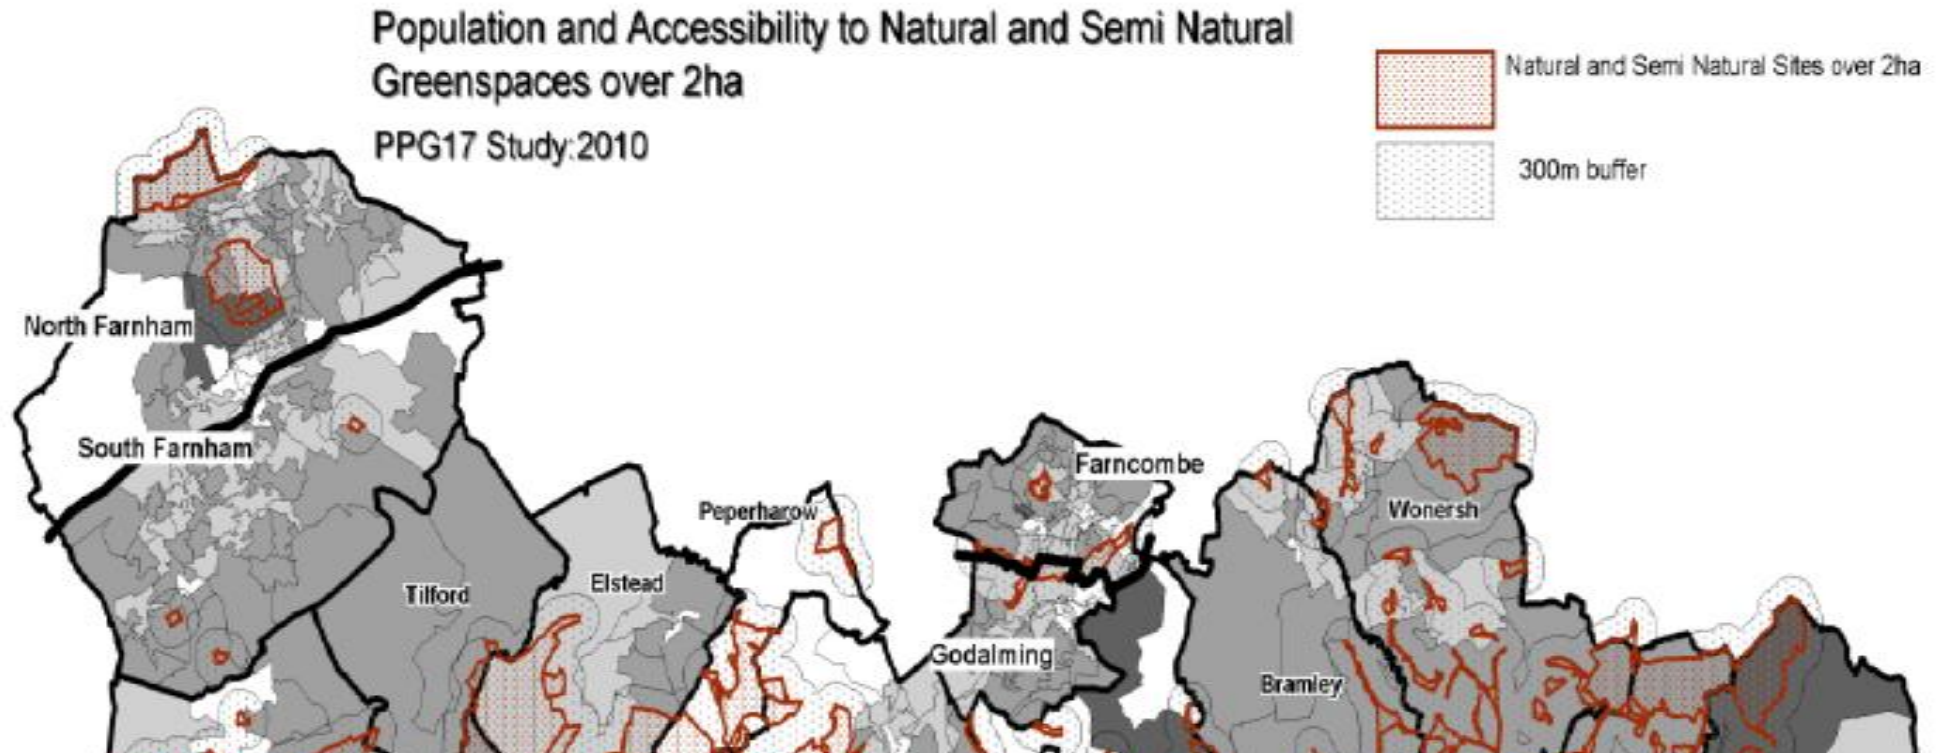 Population and Accessibility to Natural and Semi Natural
Greenspaces over 2ha
PPG17 Study:2010
Natural and Semi Natural Sites over 2ha
300m buffer
North Farnham
South Farnham
Farncombe
Peperharow
Wonersh
Tilford
Elstead
Godalming
Bramley